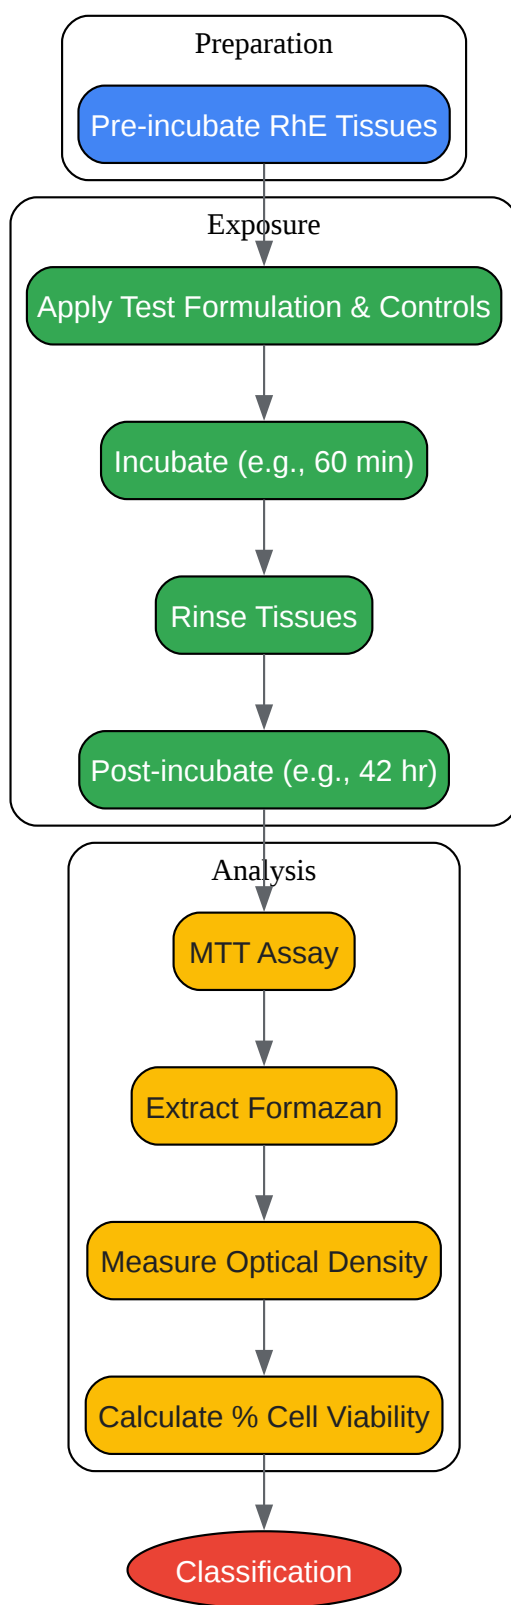 Preparation
Pre-incubate RhE Tissues
Exposure
Apply Test Formulation & Controls
Incubate (e.g., 60 min)
Rinse Tissues
Post-incubate (e.g., 42 hr)
Analysis
MTT Assay
Extract Formazan
Measure Optical Density
Calculate % Cell Viability
Classification